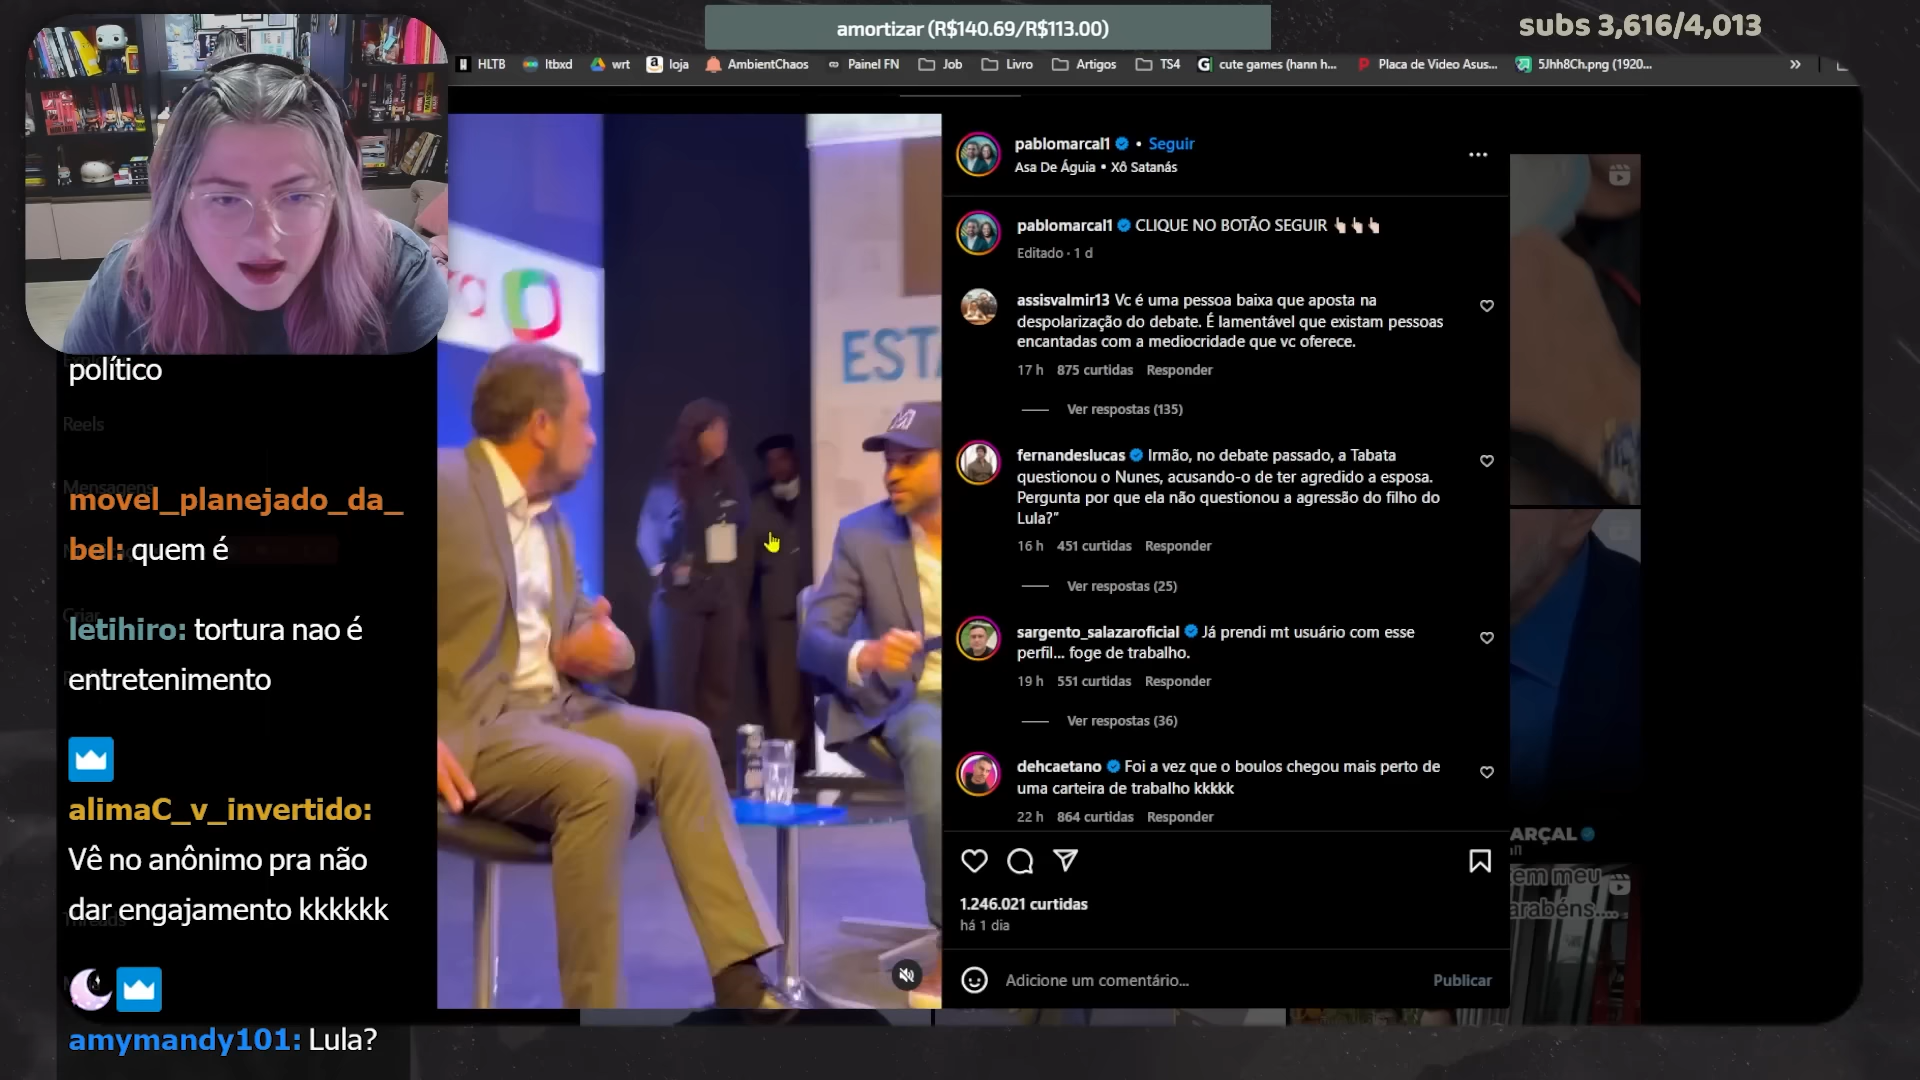 amortizar (R$140.69/R$113.00)
subs 3,616/4,013
HLTB
ltbxd
wrt
loja
AmbientChaos
Painel FN
Job
Livro
Artigos
TS4
cute games (hann h...
Placa de Video Asus...
5Jhh8Ch.png (1920...
»
político
Reels
Mensagens
movel_planejado_da_
bel: quem é
letihiro: tortura nao é
entretenimento
alimaC_v_invertido:
Vê no anônimo pra não
dar engajamento kkkkkk
amymandy101: Lula?
ESTA
pablomarcal1 • Seguir
Asa De Águia • Xô Satanás
pablomarcal1 CLIQUE NO BOTÃO SEGUIR 👆🏻👆🏻👆🏻
Editado · 1 d
assisvalmir13 Vc é uma pessoa baixa que aposta na
despolarização do debate. É lamentável que existam pessoas
encantadas com a mediocridade que vc oferece.
17 h 875 curtidas Responder
Ver respostas (135)
fernandeslucas Irmão, no debate passado, a Tabata
questionou o Nunes, acusando-o de ter agredido a esposa.
Pergunta por que ela não questionou a agressão do filho do
Lula?”
16 h 451 curtidas Responder
Ver respostas (25)
sargento_salazaroficial Já prendi mt usuário com esse
perfil... foge de trabalho.
19 h 551 curtidas Responder
Ver respostas (36)
dehcaetano Foi a vez que o boulos chegou mais perto de
uma carteira de trabalho kkkkk
22 h 864 curtidas Responder
1.246.021 curtidas
há 1 dia
Adicione um comentário...
Publicar
ARÇAL
em meu
arabéns....